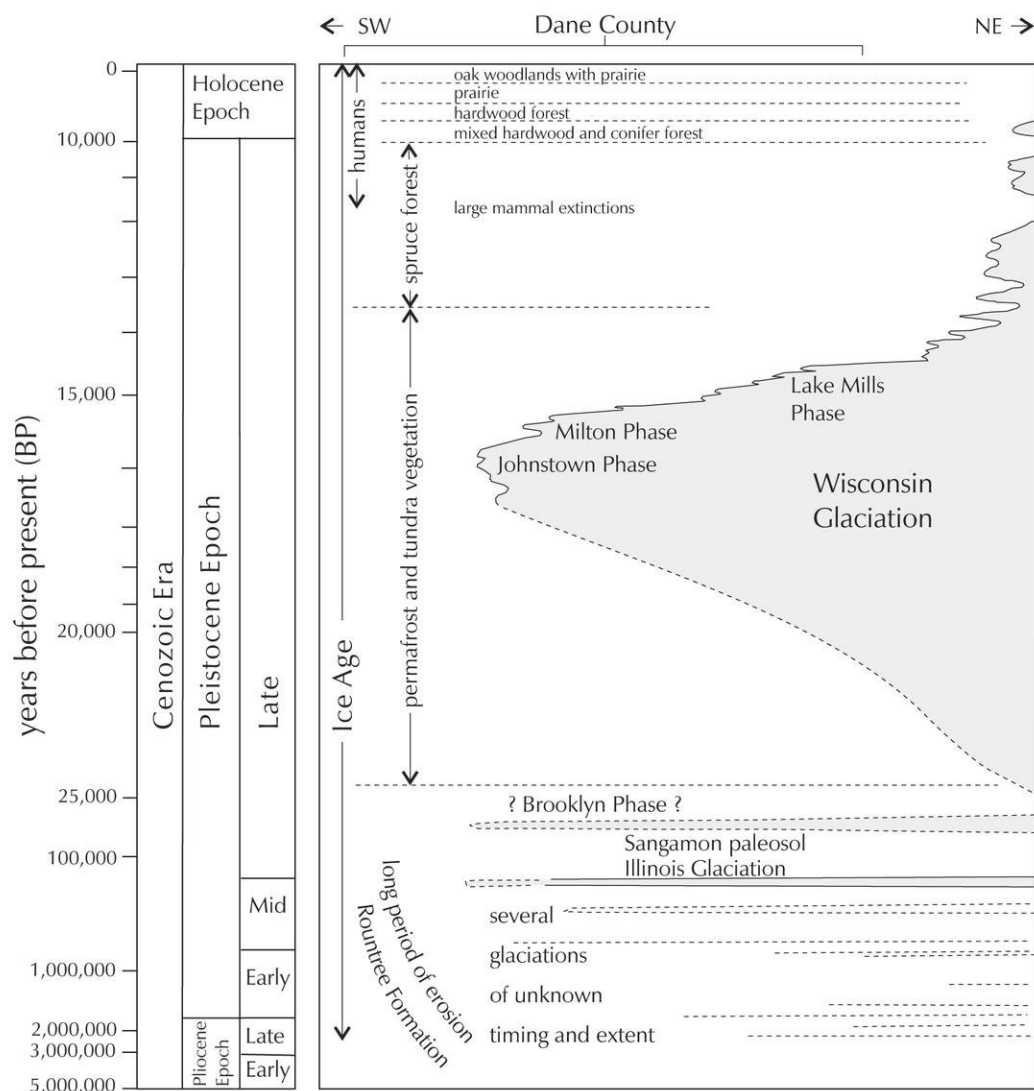 SW
Dane County
NE
years before present (BP)
0
10,000
15,000
20,000
25,000
100,000
1,000,000
2,000,000
3,000,000
5,000,000
Cenozoic Era
Holocene
Epoch
Pleistocene Epoch
Late
Mid
Early
Pliocene
Epoch
Late
Early
Ice Age
humans
spruce forest
permafrost and tundra vegetation
oak woodlands with prairie
prairie
hardwood forest
mixed hardwood and conifer forest
large mammal extinctions
Lake Mills
Phase
Milton Phase
Johnstown Phase
Wisconsin
Glaciation
? Brooklyn Phase ?
Sangamon paleosol
Illinois Glaciation
long period of erosion
Rountree Formation
several
glaciations
of unknown
timing and extent